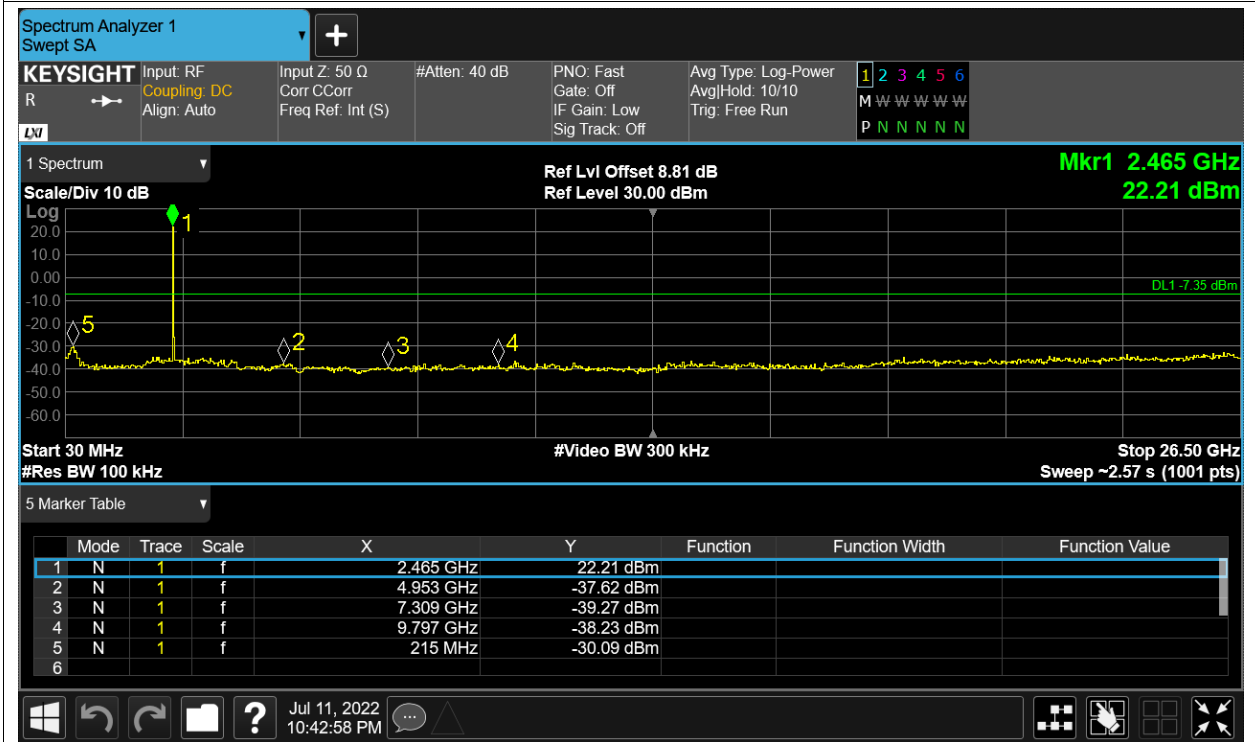 Spectrum Analyzer 1
Swept SA
+
KEYSIGHT Input: RF Input Z: 50 Ω #Atten: 40 dB PNO: Fast Avg Type: Log-Power 1 2 3 4 5 6
R Coupling: DC Corr CCorr Gate: Off Avg|Hold: 10/10 M W W W W W
Align: Auto Freq Ref: Int (S) IF Gain: Low Trig: Free Run
LXI Sig Track: Off P N N N N N
1 Spectrum Ref Lvl Offset 8.81 dB Mkr1 2.465 GHz
Scale/Div 10 dB Ref Level 30.00 dBm 22.21 dBm
Log
1
20.0
10.0
0.00
DL1 -7.35 dBm
-10.0
-20.0
5
2
3
4
-30.0
-40.0
-50.0
-60.0
Start 30 MHz #Video BW 300 kHz Stop 26.50 GHz
#Res BW 100 kHz Sweep ~2.57 s (1001 pts)
5 Marker Table
Mode Trace Scale X Y Function Function Width Function Value
1 N 1 f 2.465 GHz 22.21 dBm
2 N 1 f 4.953 GHz -37.62 dBm
3 N 1 f 7.309 GHz -39.27 dBm
4 N 1 f 9.797 GHz -38.23 dBm
5 N 1 f 215 MHz -30.09 dBm
6
? Jul 11, 2022
10:42:58 PM